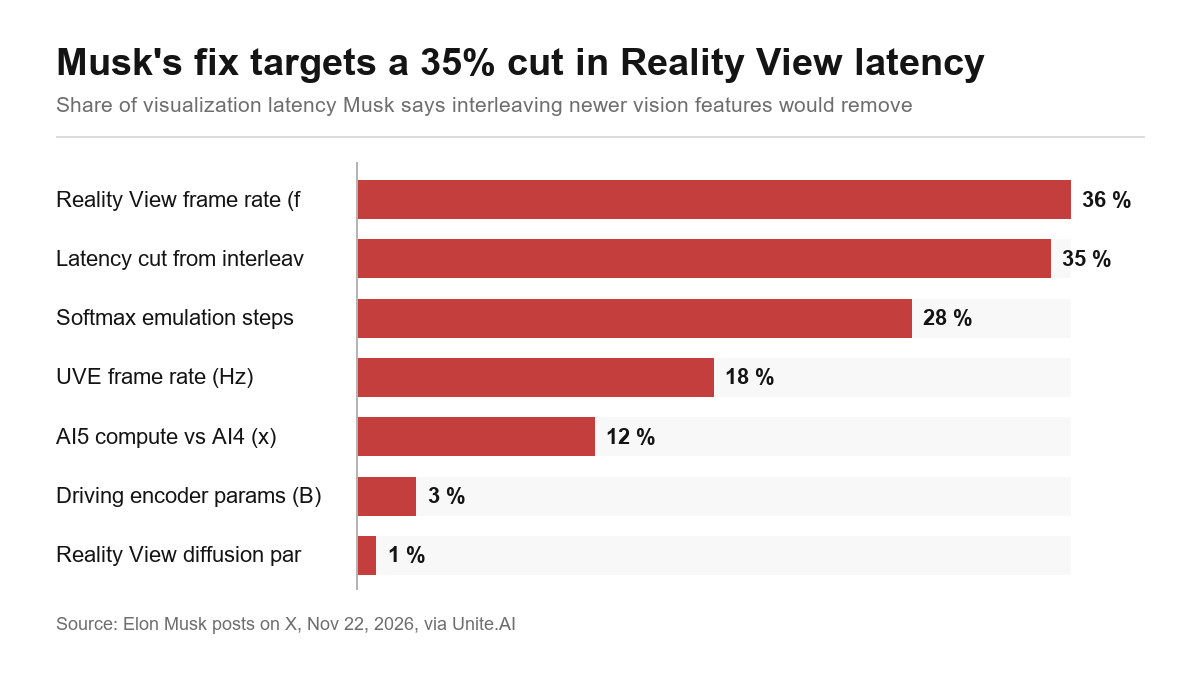 Musk's fix targets a 35% cut in Reality View latency
Share of visualization latency Musk says interleaving newer vision features would remove
Reality View frame rate (f
36 %
Latency cut from interleav
35 %
Softmax emulation steps
28 %
UVE frame rate (Hz)
18 %
AI5 compute vs AI4 (x)
12 %
Driving encoder params (B)
3 %
Reality View diffusion par
1 %
Source: Elon Musk posts on X, Nov 22, 2026, via Unite.AI